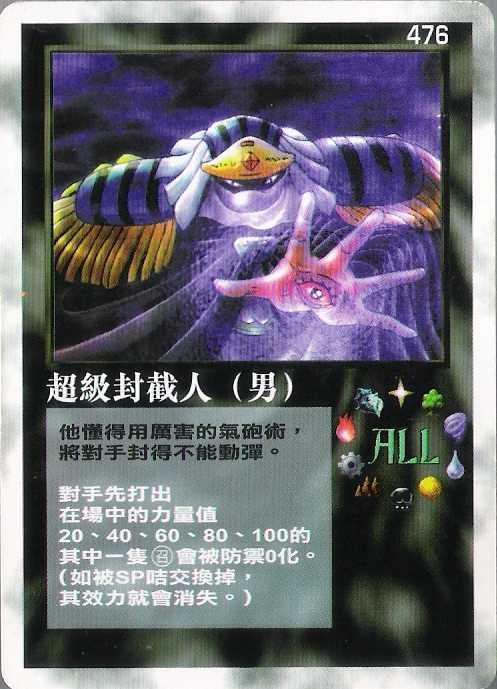 476
超級封截人（男）
他懂得用厲害的氣砲術，
將對手封得不能動彈。
ALL
對手先打出
在場中的力量值
20、40、60、80、100的
其中一隻㊁會被防禦0化。
(如被SP咭交換掉，
其效力就會消失。)